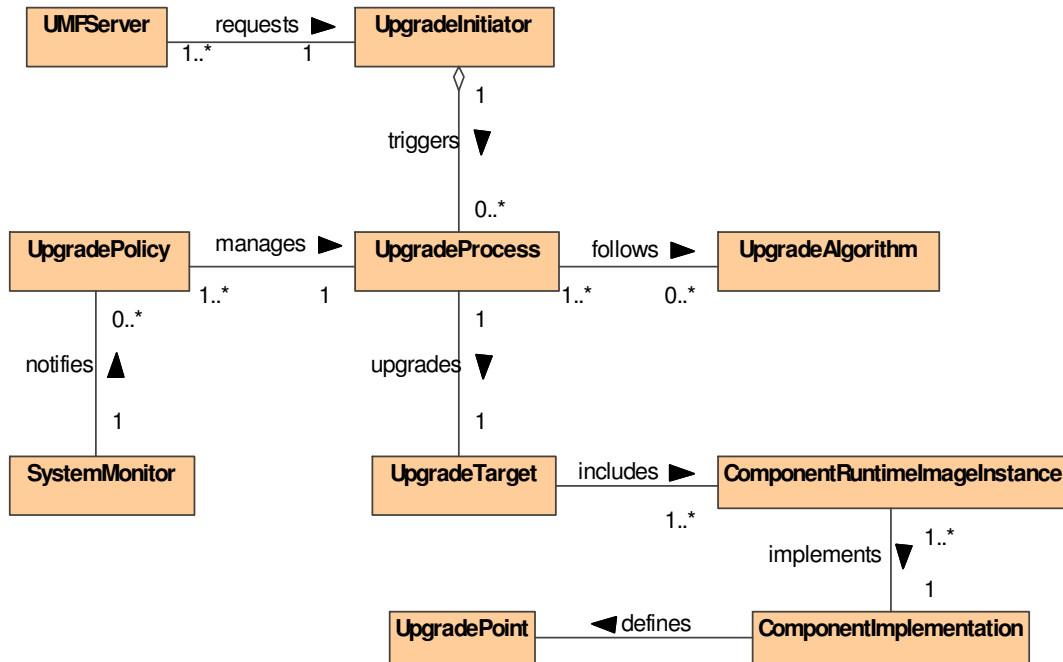 UMFServer
requests
UpgradeInitiator
1..*
1
1
triggers
0..*
UpgradePolicy
manages
UpgradeProcess
follows
UpgradeAlgorithm
1..*
1
1..*
0..*
0..*
1
notifies
upgrades
1
1
SystemMonitor
UpgradeTarget
includes
ComponentRuntimeImageInstance
1..*
1..*
implements
1
UpgradePoint
defines
ComponentImplementation